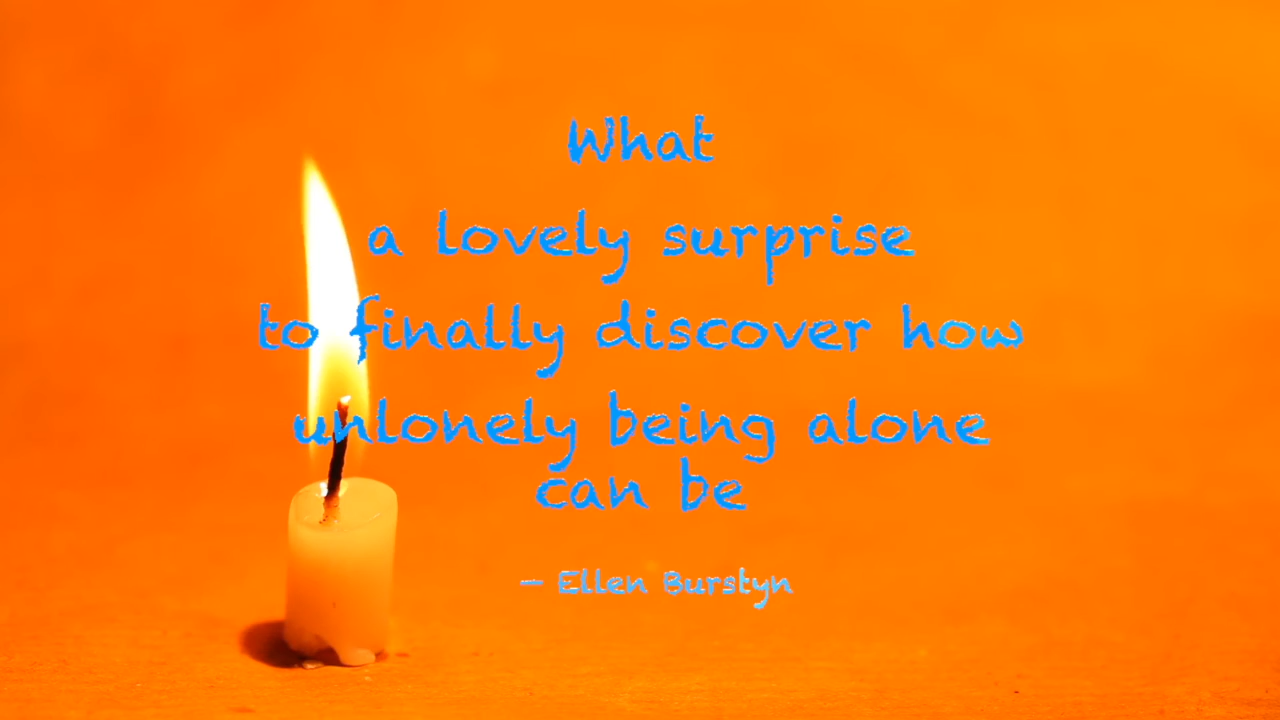 What
a lovely surprise
to finally discover how
unlonely being alone
can be
— Ellen Burstyn